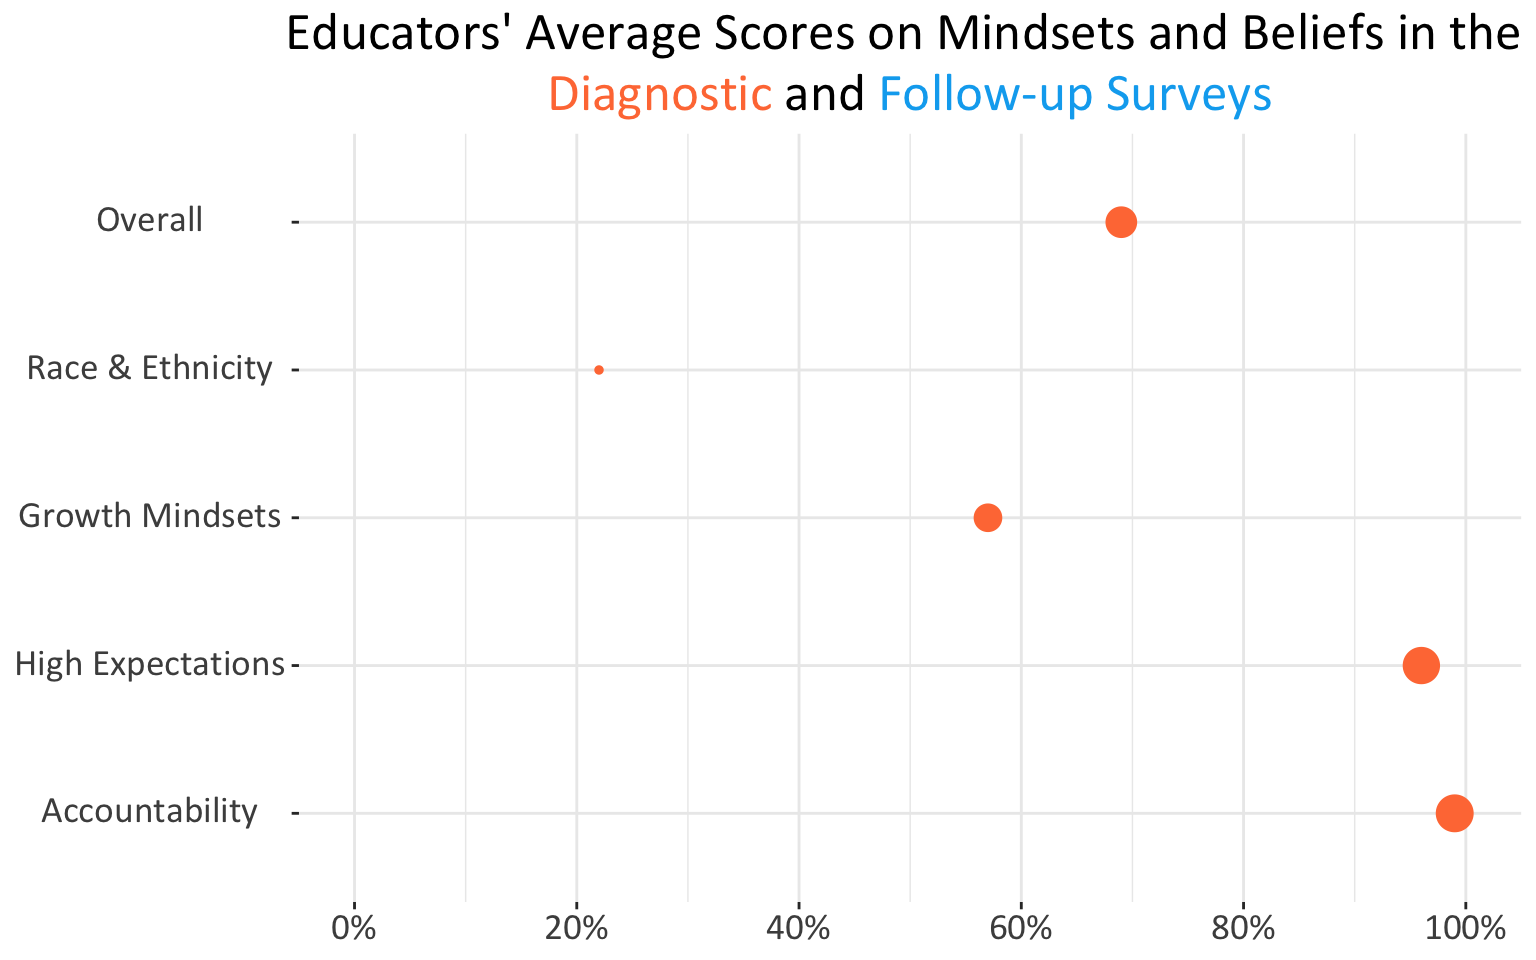 Educators' Average Scores on Mindsets and Beliefs in the
Diagnostic and Follow-up Surveys
Overall
Race & Ethnicity
Growth Mindsets
High Expectations
Accountability
0% 20% 40% 60% 80% 100%